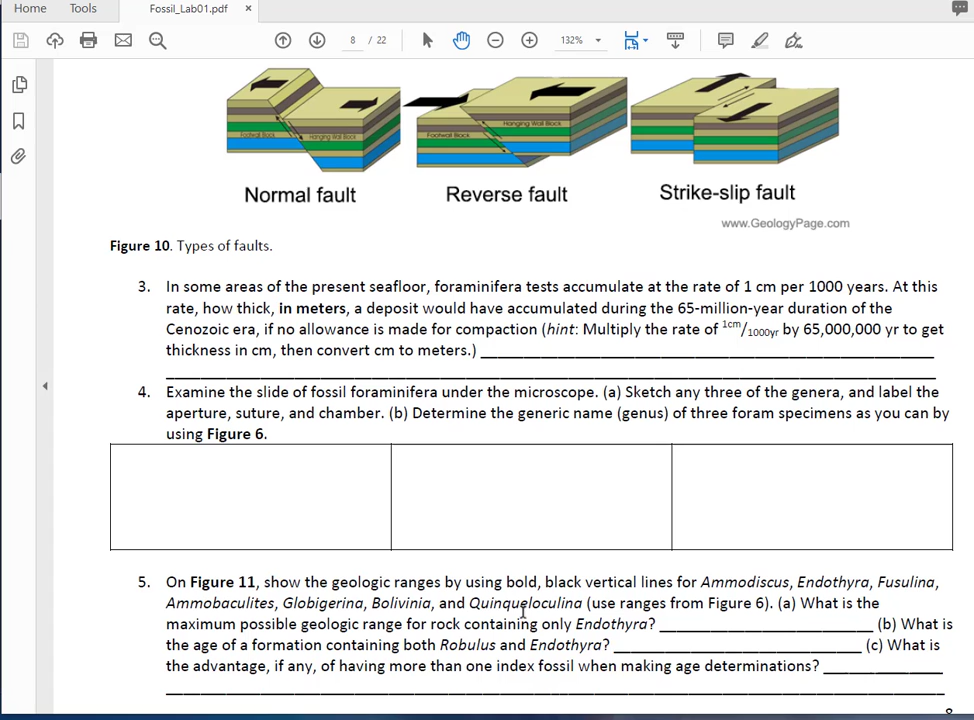 Home Tools Fossil_Lab01.pdf ×
8 / 22 132%
Footwall Block Hanging Wall Block Footwall Block Hanging Wall Block
Normal fault Reverse fault Strike-slip fault
www.GeologyPage.com
Figure 10. Types of faults.
3. In some areas of the present seafloor, foraminifera tests accumulate at the rate of 1 cm per 1000 years. At this
rate, how thick, in meters, a deposit would have accumulated during the 65-million-year duration of the
Cenozoic era, if no allowance is made for compaction (hint: Multiply the rate of 1cm/1000yr by 65,000,000 yr to get
thickness in cm, then convert cm to meters.)
4. Examine the slide of fossil foraminifera under the microscope. (a) Sketch any three of the genera, and label the
aperture, suture, and chamber. (b) Determine the generic name (genus) of three foram specimens as you can by
using Figure 6.
5. On Figure 11, show the geologic ranges by using bold, black vertical lines for Ammodiscus, Endothyra, Fusulina,
Ammobaculites, Globigerina, Bolivinia, and Quinqueloculina (use ranges from Figure 6). (a) What is the
maximum possible geologic range for rock containing only Endothyra? (b) What is
the age of a formation containing both Robulus and Endothyra? (c) What is
the advantage, if any, of having more than one index fossil when making age determinations?